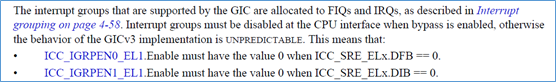 The interrupt groups that are supported by the GIC are allocated to FIQs and IRQs, as described in Interrupt
grouping on page 4-58. Interrupt groups must be disabled at the CPU interface when bypass is enabled, otherwise
the behavior of the GICv3 implementation is UNPREDICTABLE. This means that:
• ICC_IGRPEN0_EL1.Enable must have the value 0 when ICC_SRE_ELx.DFB == 0.
• ICC_IGRPEN1_EL1.Enable must have the value 0 when ICC_SRE_ELx.DIB == 0.